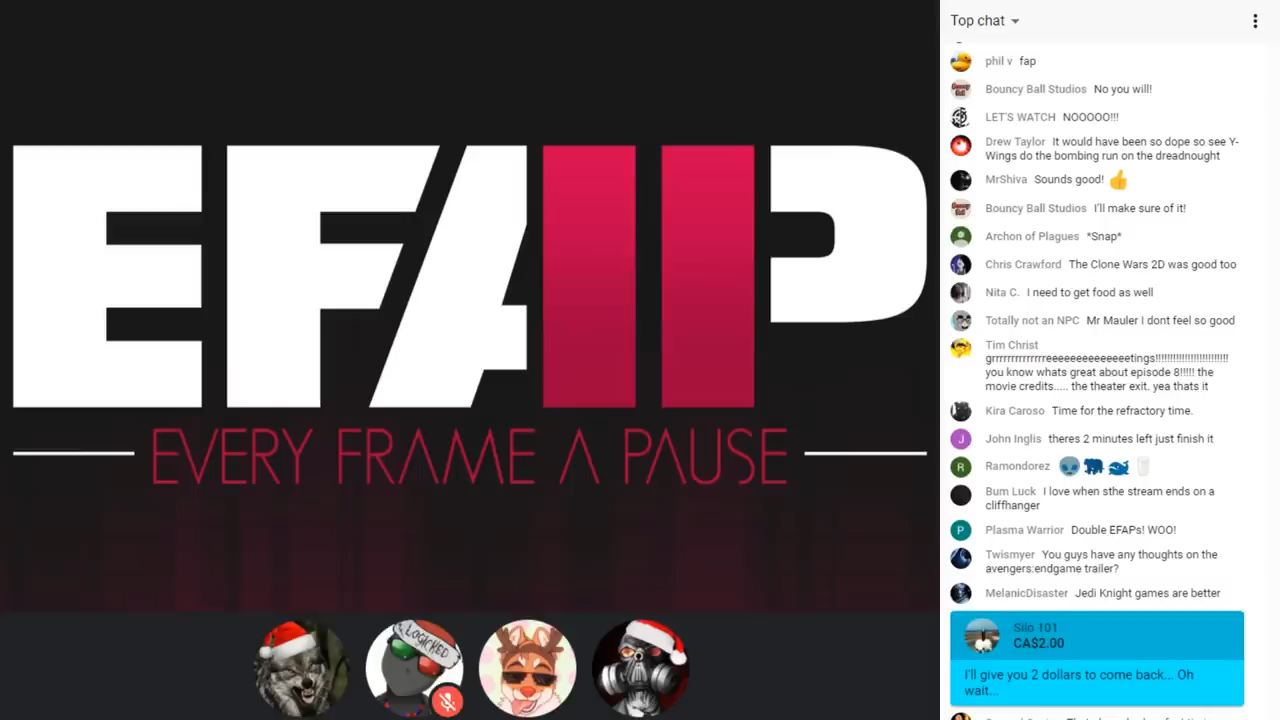 EFAP
EVERY FRAME A PAUSE
LOGICKED
Top chat
phil v fap
Bouncy Ball Studios No you will!
LET'S WATCH NOOOOO!!!
Drew Taylor It would have been so dope so see Y-
Wings do the bombing run on the dreadnought
MrShiva Sounds good! 👍
Bouncy Ball Studios I'll make sure of it!
Archon of Plagues *Snap*
Chris Crawford The Clone Wars 2D was good too
Nita C. I need to get food as well
Totally not an NPC Mr Mauler I dont feel so good
Tim Christ
grrrrrrrrrrrrrreeeeeeeeeeeeeetings!!!!!!!!!!!!!!!!!!!!!!!!!
you know whats great about episode 8!!!!! the
movie credits..... the theater exit. yea thats it
Kira Caroso Time for the refractory time.
John Inglis theres 2 minutes left just finish it
Ramondorez 👽🐘🐳🥛
Bum Luck I love when sthe stream ends on a
cliffhanger
Plasma Warrior Double EFAPs! WOO!
Twismyer You guys have any thoughts on the
avengers:endgame trailer?
MelanicDisaster Jedi Knight games are better
Silo 101
CA$2.00
I'll give you 2 dollars to come back... Oh
wait...